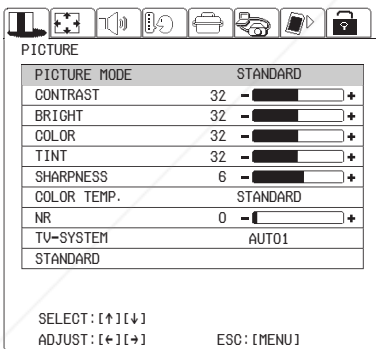 PICTURE
PICTURE MODE STANDARD
CONTRAST 32 - +
BRIGHT 32 - +
COLOR 32 - +
TINT 32 - +
SHARPNESS 6 - +
COLOR TEMP. STANDARD
NR 0 - +
TV-SYSTEM AUTO1
STANDARD
SELECT:[↑][↓]
ADJUST:[←][→] ESC:[MENU]